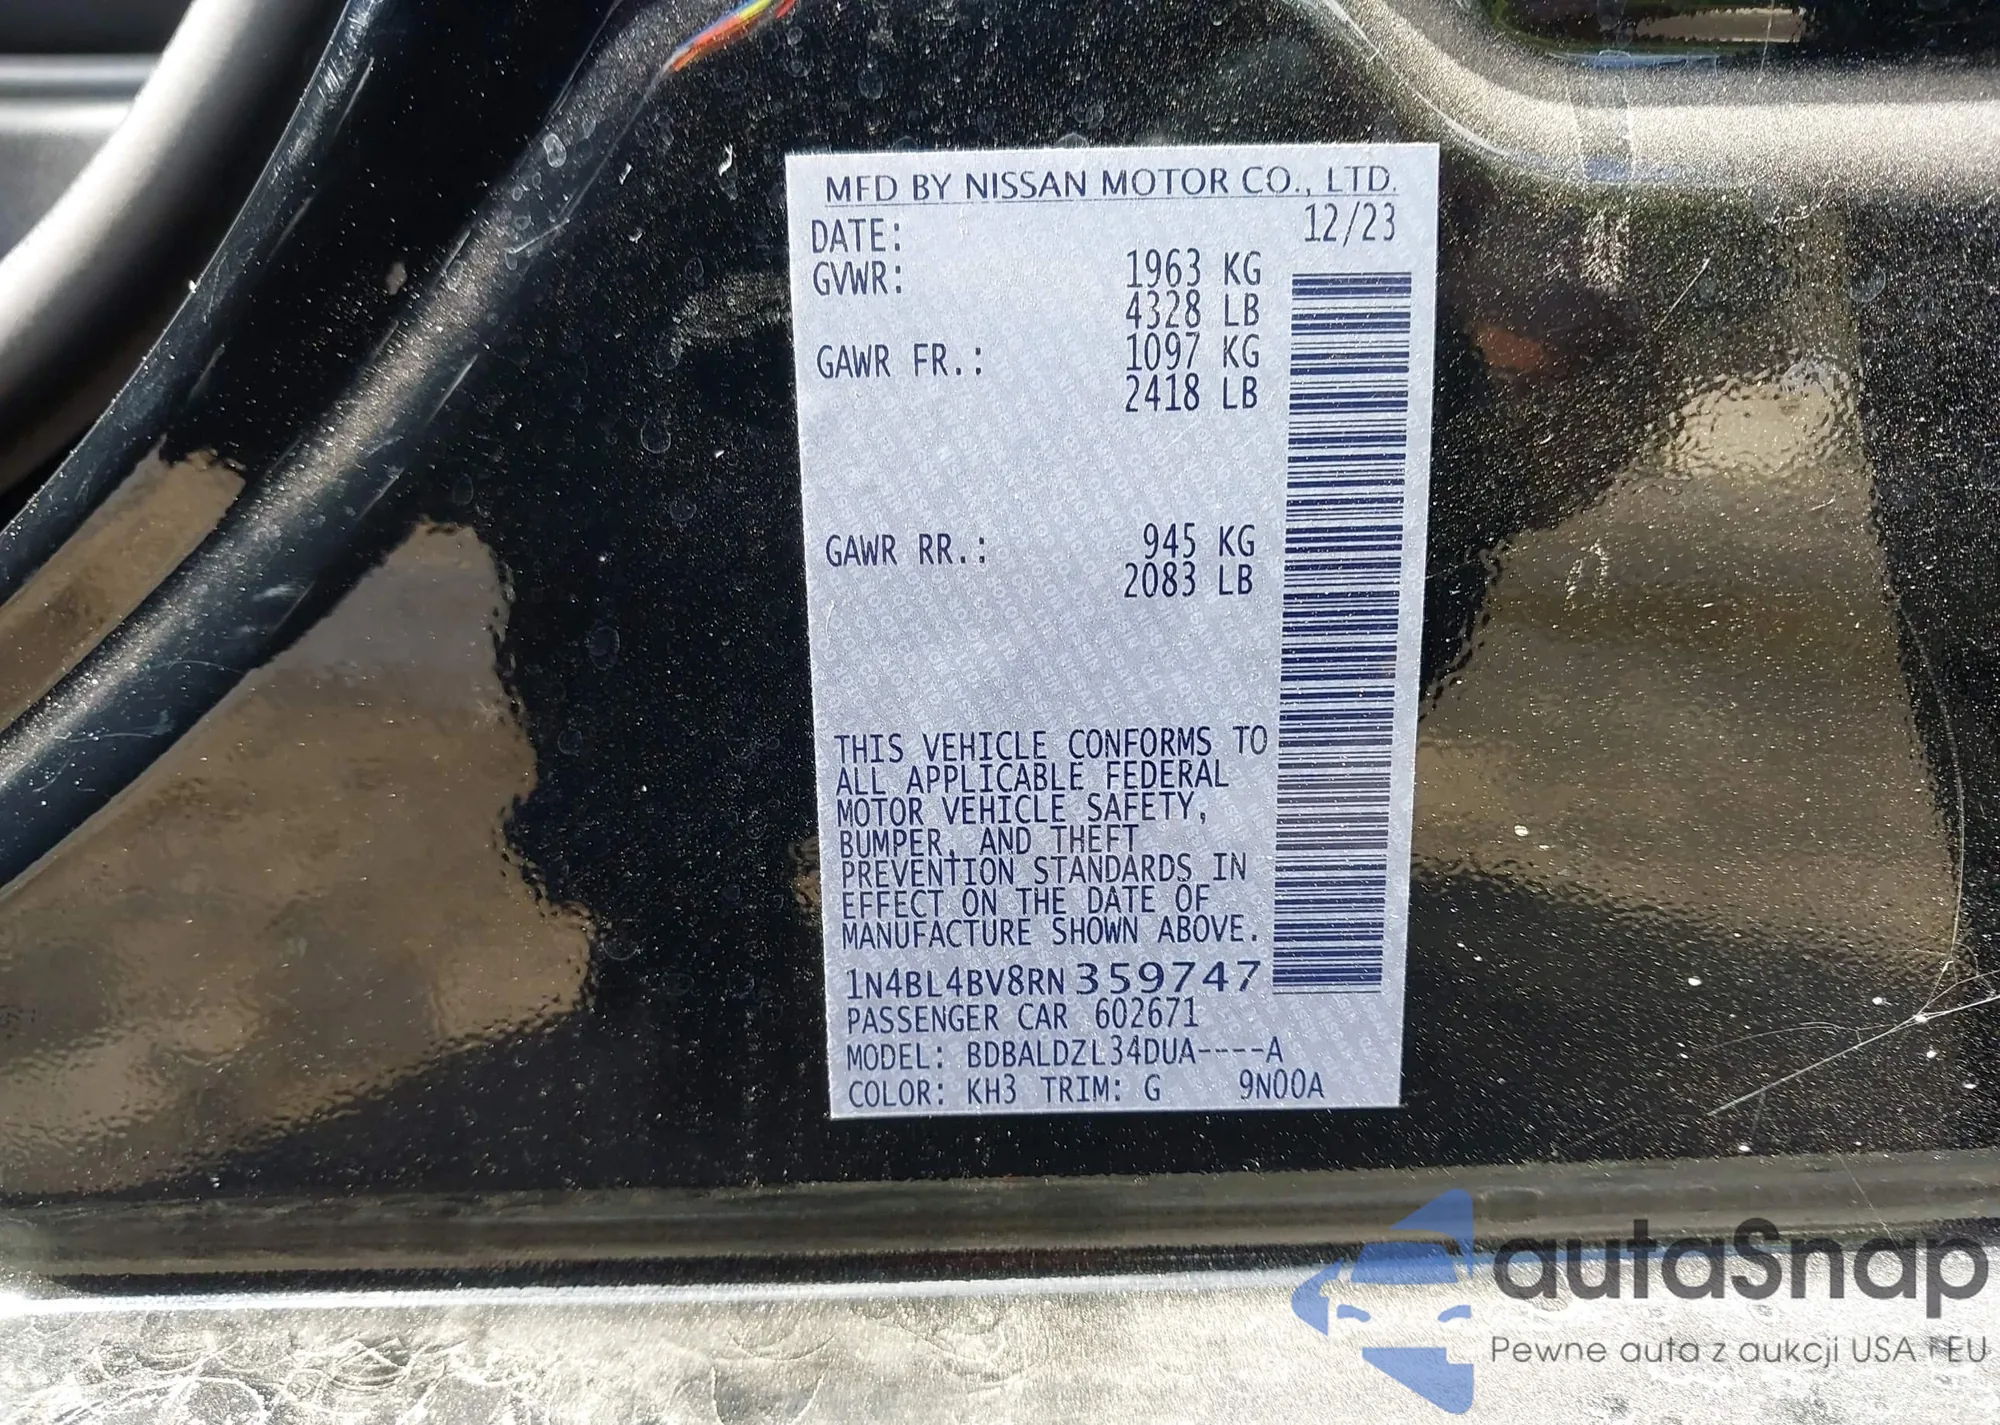 MFD BY NISSAN MOTOR CO., LTD.
DATE: 12/23
GVWR: 1963 KG
4328 LB
GAWR FR.: 1097 KG
2418 LB
GAWR RR.: 945 KG
2083 LB
THIS VEHICLE CONFORMS TO
ALL APPLICABLE FEDERAL
MOTOR VEHICLE SAFETY,
BUMPER, AND THEFT
PREVENTION STANDARDS IN
EFFECT ON THE DATE OF
MANUFACTURE SHOWN ABOVE.
1N4BL4BV8RN359747
PASSENGER CAR 602671
MODEL: BDBALDZL34DUA----A
COLOR: KH3 TRIM: G 9N00A
autaSnap
Pewne auta z aukcji USA i EU